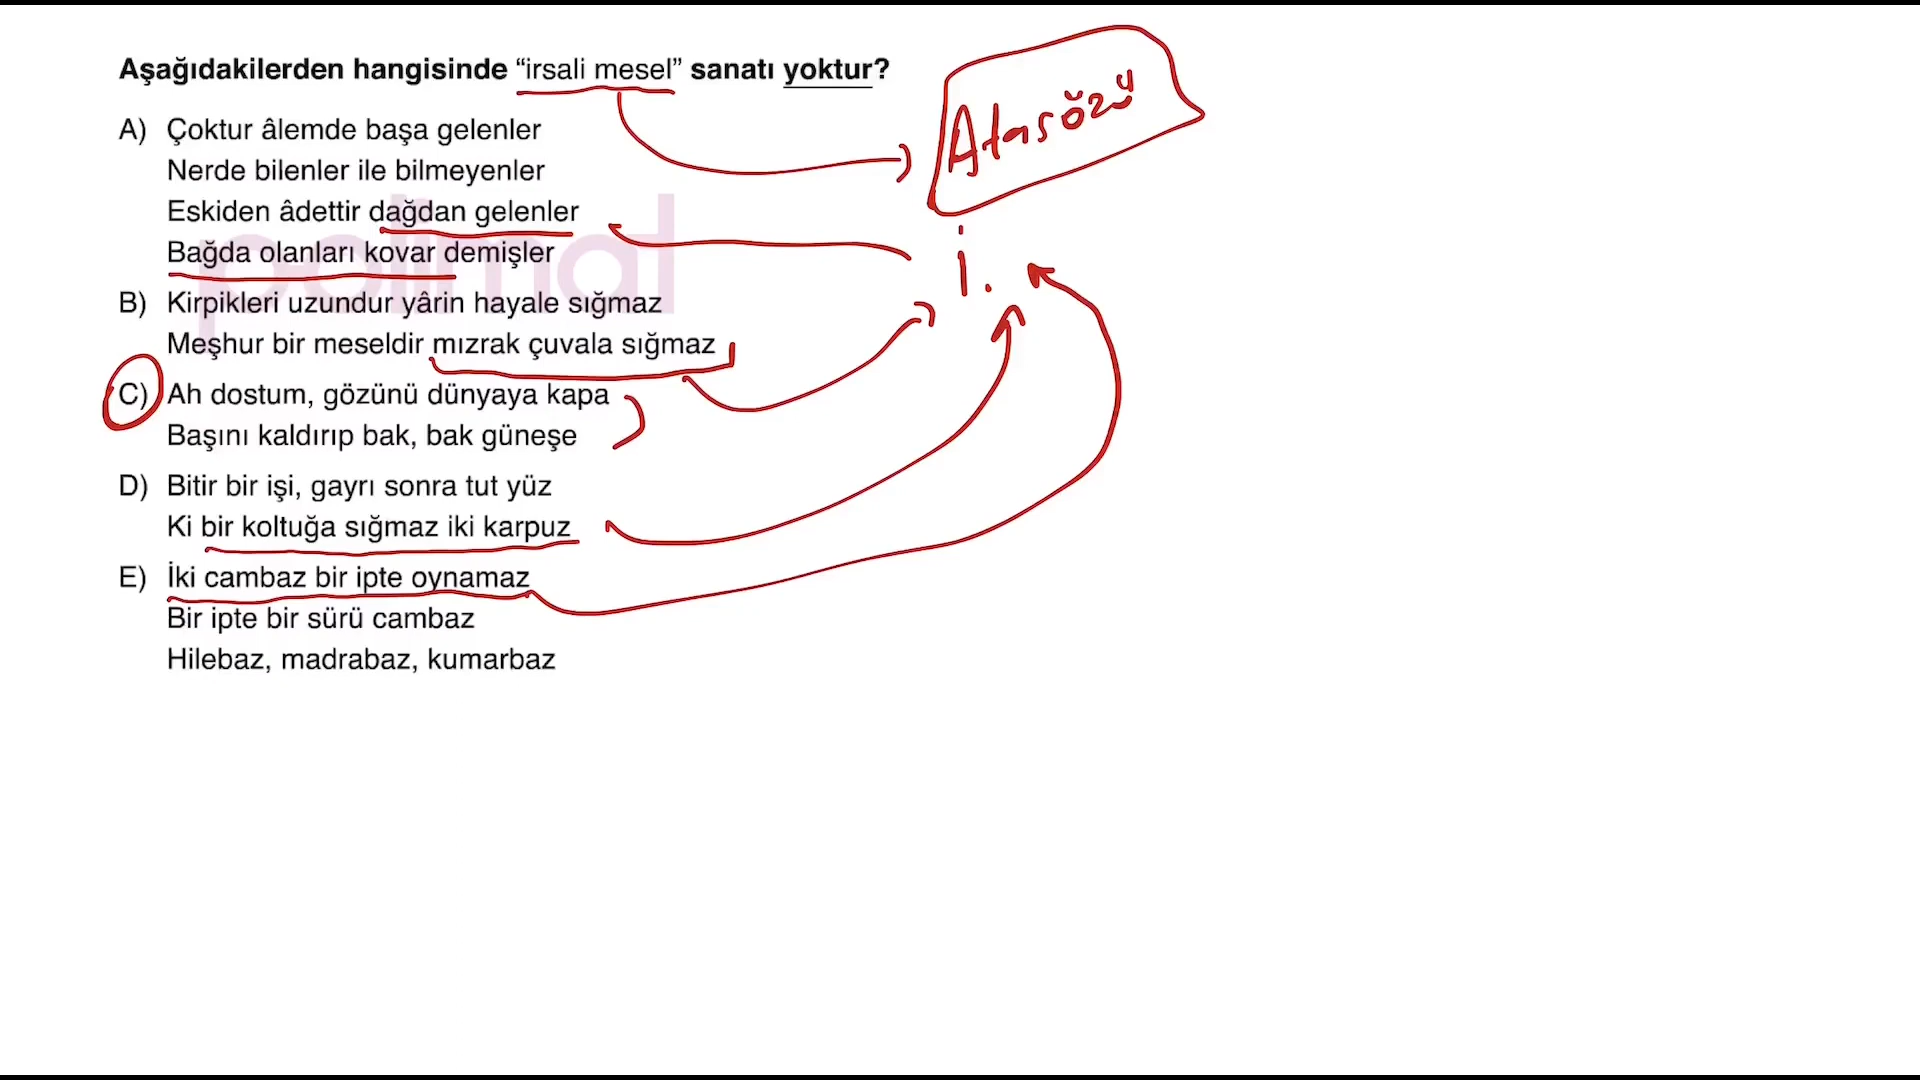 Aşağıdakilerden hangisinde “irsali mesel” sanatı yoktur?
A) Çoktur âlemde başa gelenler
Nerde bilenler ile bilmeyenler
Eskiden âdettir dağdan gelenler
Bağda olanları kovar demişler
B) Kirpikleri uzundur yârin hayale sığmaz
Meşhur bir meseldir mızrak çuvala sığmaz
C) Ah dostum, gözünü dünyaya kapa
Başını kaldırıp bak, bak güneşe
D) Bitir bir işi, gayrı sonra tut yüz
Ki bir koltuğa sığmaz iki karpuz
E) İki cambaz bir ipte oynamaz
Bir ipte bir sürü cambaz
Hilebaz, madrabaz, kumarbaz
Atasözü
İ.
polimat